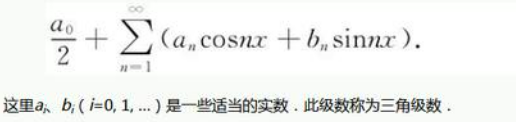 a₀/2 + ∑_{n=1}^{∞} (aₙcosnx + bₙsinnx).
这里aᵢ、bᵢ ( i=0, 1, ... ) 是一些适当的实数．此级数称为三角级数．